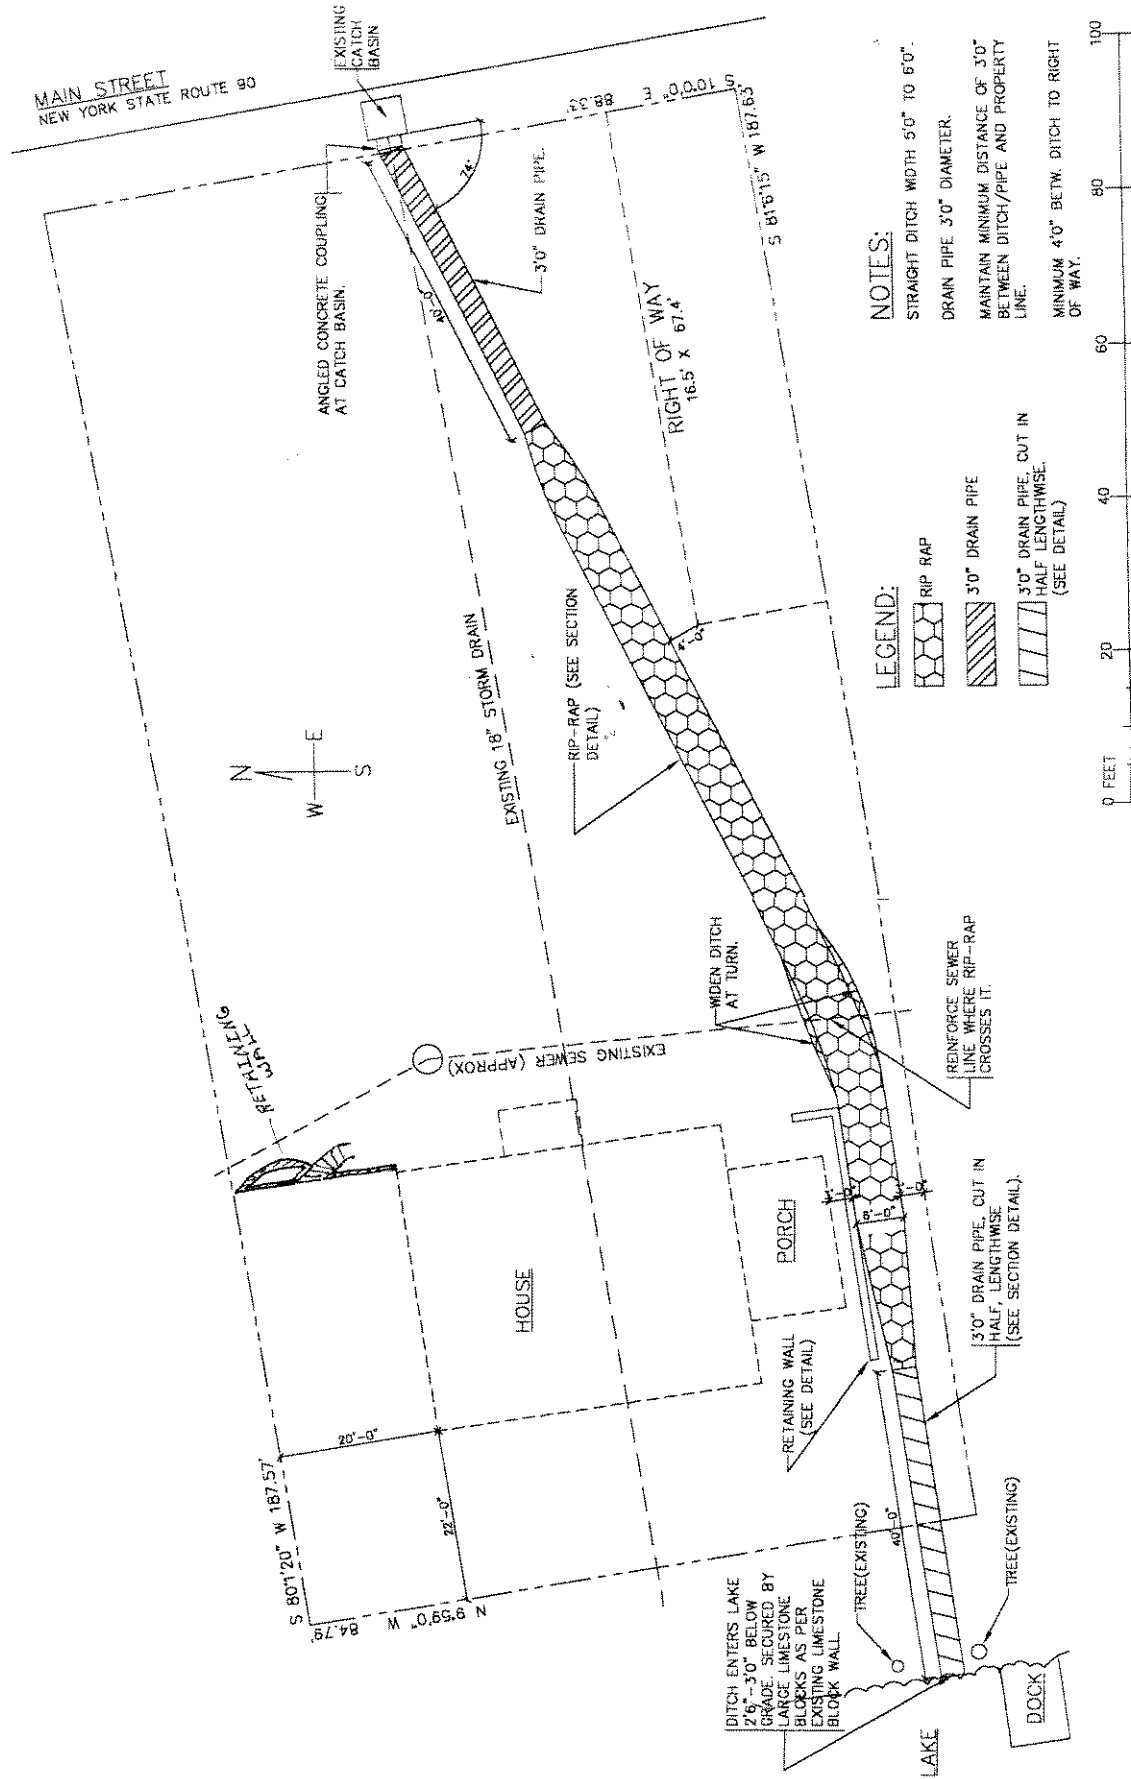 MAIN STREET
NEW YORK STATE ROUTE 90
EXISTING
CATCH
BASIN
ANGLED CONCRETE COUPLING
AT CATCH BASIN.
74°
40'-0"
3'0" DRAIN PIPE.
88.33'
S 10°0'0" E
S 81°6'15" W 187.63'
RIGHT OF WAY
16.5' X 67.4'
4'-0"
EXISTING 18" STORM DRAIN
RIP-RAP (SEE SECTION
DETAIL)
N
W
E
S
RETAINING
WALL
EXISTING SEWER (APPROX)
WIDEN DITCH
AT TURN.
REINFORCE SEWER
LINE WHERE RIP-RAP
CROSSES IT.
HOUSE
PORCH
8'-0"
S 80°1'20" W 187.57'
20'-0"
22'-0"
N 9°59'0" W
84.79'
RETAINING WALL
(SEE DETAIL)
3'0" DRAIN PIPE, CUT IN
HALF, LENGTHWISE
(SEE SECTION DETAIL).
40'-0"
DITCH ENTERS LAKE
2'6"-3'0" BELOW
GRADE. SECURED BY
LARGE LIMESTONE
BLOCKS AS PER
EXISTING LIMESTONE
BLOCK WALL.
TREE(EXISTING)
TREE(EXISTING)
LAKE
DOCK
LEGEND:
RIP RAP
3'0" DRAIN PIPE
3'0" DRAIN PIPE, CUT IN
HALF LENGTHWISE.
(SEE DETAIL)
NOTES:
STRAIGHT DITCH WIDTH 5'0" TO 6'0".
DRAIN PIPE 3'0" DIAMETER.
MAINTAIN MINIMUM DISTANCE OF 3'0"
BETWEEN DITCH/PIPE AND PROPERTY
LINE.
MINIMUM 4'0" BETW. DITCH TO RIGHT
OF WAY.
0 FEET
20
40
60
80
100